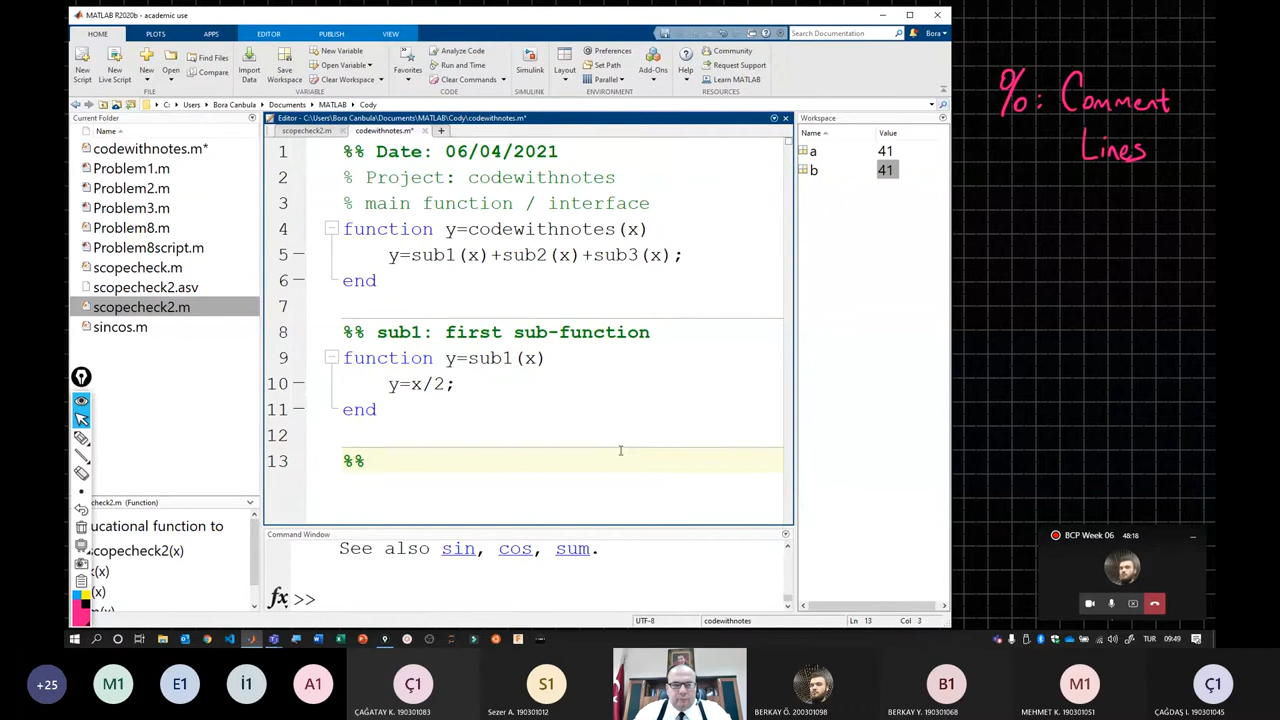 MATLAB R2020b - academic use
HOME PLOTS APPS EDITOR PUBLISH VIEW
Search Documentation
Bora
New Script
New Live Script
New
Open
Find Files
Compare
Import Data
Save Workspace
New Variable
Open Variable
Clear Workspace
Favorites
Analyze Code
Run and Time
Clear Commands
Simulink
Layout
Preferences
Set Path
Parallel
Add-Ons
Help
Community
Request Support
Learn MATLAB
FILE
VARIABLE
CODE
SIMULINK
ENVIRONMENT
RESOURCES
C: Users Bora Canbula Documents MATLAB Cody
Current Folder
Name
codewithnotes.m*
Problem1.m
Problem2.m
Problem3.m
Problem8.m
Problem8script.m
scopecheck.m
scopecheck2.asv
scopecheck2.m
sincos.m
check2.m (Function)
ucational function to
scopecheck2(x)
(x)
(x)
Editor - C:\Users\Bora Canbula\Documents\MATLAB\Cody\codewithnotes.m*
scopecheck2.m codewithnotes.m*
1 %% Date: 06/04/2021
2 % Project: codewithnotes
3 % main function / interface
4 function y=codewithnotes(x)
5 y=sub1(x)+sub2(x)+sub3(x);
6 end
7
8 %% sub1: first sub-function
9 function y=sub1(x)
10 y=x/2;
11 end
12
13 %%
Command Window
See also sin, cos, sum.
fx >>
Workspace
Name Value
a 41
b 41
UTF-8 codewithnotes Ln 13 Col 3
%: Comment
Lines
BCP Week 06 48:18
TUR 09:49
+25
M1
E1
İ1
A1
Ç1
S1
B1
M1
Ç1
ÇAĞATAY K. 190301083
Sezer A. 190301012
BERKAY Ö. 200301098
BERKAY Y. 190301068
MEHMET K. 190301051
ÇAĞDAŞ I. 190301045